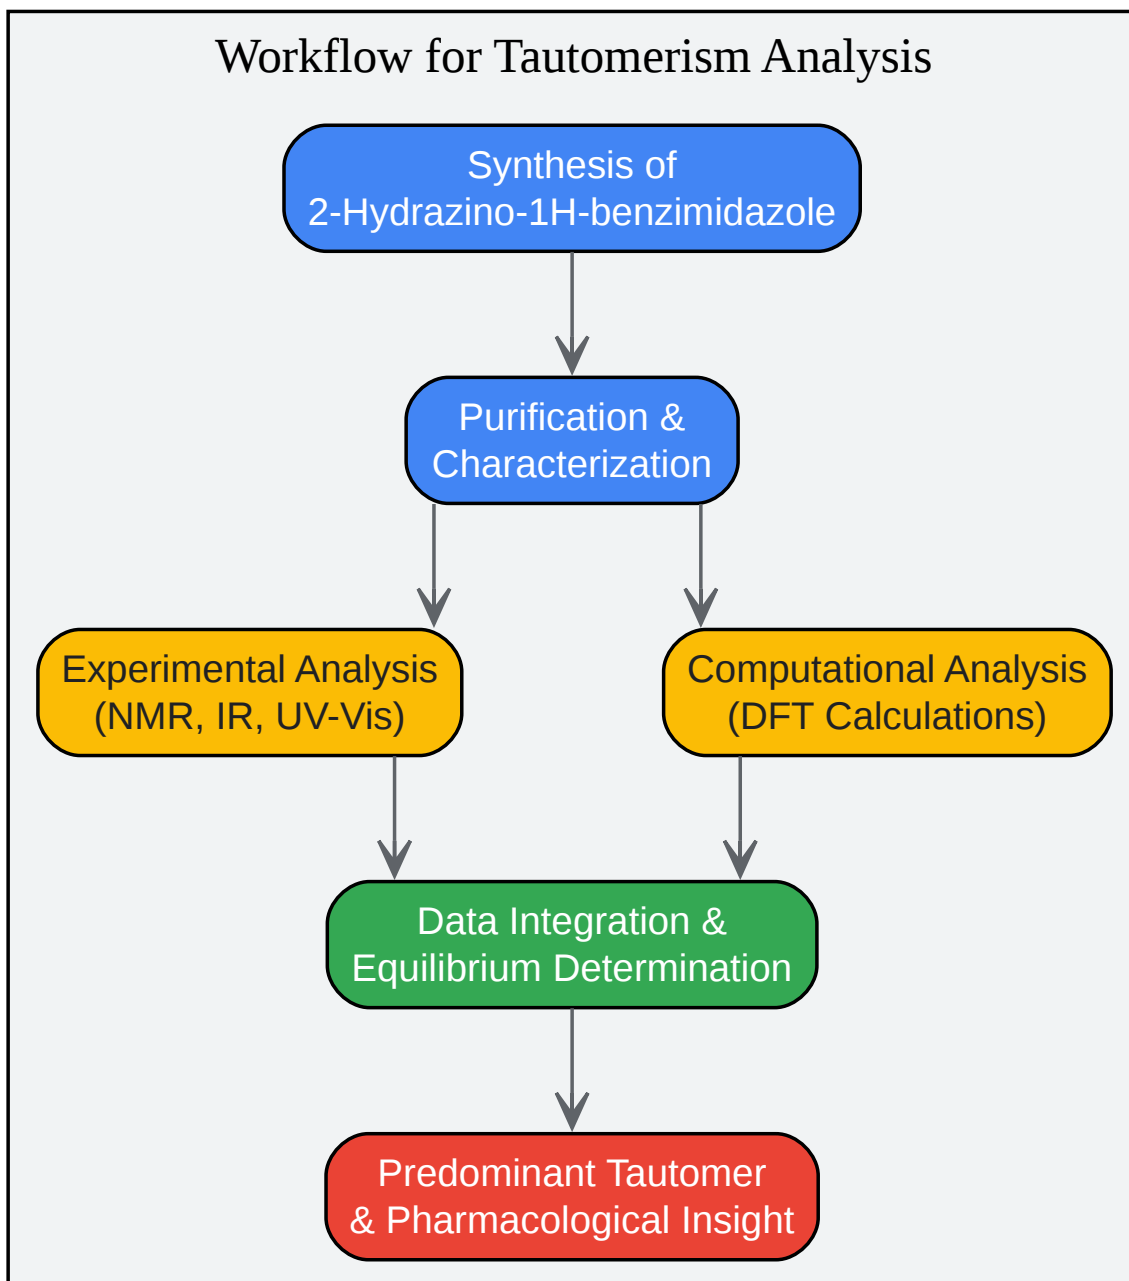 Workflow for Tautomerism Analysis
Synthesis of
2-Hydrazino-1H-benzimidazole
Purification &
Characterization
Experimental Analysis
(NMR, IR, UV-Vis)
Computational Analysis
(DFT Calculations)
Data Integration &
Equilibrium Determination
Predominant Tautomer
& Pharmacological Insight